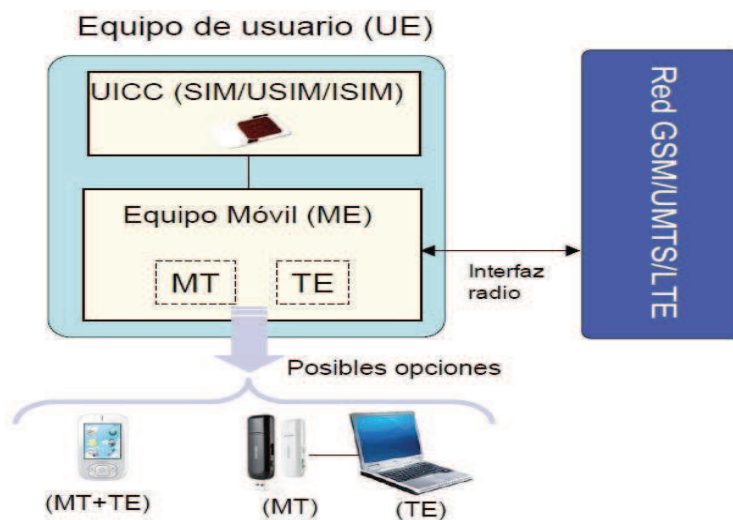 Equipo de usuario (UE)
UICC (SIM/USIM/ISIM)
Equipo Móvil (ME)
MT
TE
Interfaz
radio
Red GSM/UMTS/LTE
Posibles opciones
(MT+TE)
(MT)
(TE)